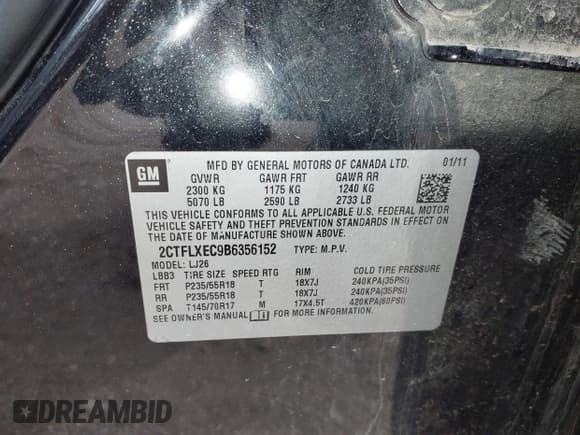 GM
MFD BY GENERAL MOTORS OF CANADA LTD. 01/11
GVWR GAWR FRT GAWR RR
2300 KG 1175 KG 1240 KG
5070 LB 2590 LB 2733 LB
THIS VEHICLE CONFORMS TO ALL APPLICABLE U.S. FEDERAL MOTOR
VEHICLE SAFETY AND THEFT PREVENTION STANDARDS IN EFFECT ON
THE DATE OF MANUFACTURE SHOWN ABOVE.
2CTFLXEC9B6356152 TYPE: M.P.V.
MODEL: LJ26
LBB3 TIRE SIZE SPEED RTG RIM COLD TIRE PRESSURE
FRT P235/55R18 T 18X7J 240KPA(35PSI)
RR P235/55R18 T 18X7J 240KPA(35PSI)
SPA T145/70R17 M 17X4.5T 420KPA(60PSI)
SEE OWNER'S MANUAL FOR MORE INFORMATION.
DREAMBID